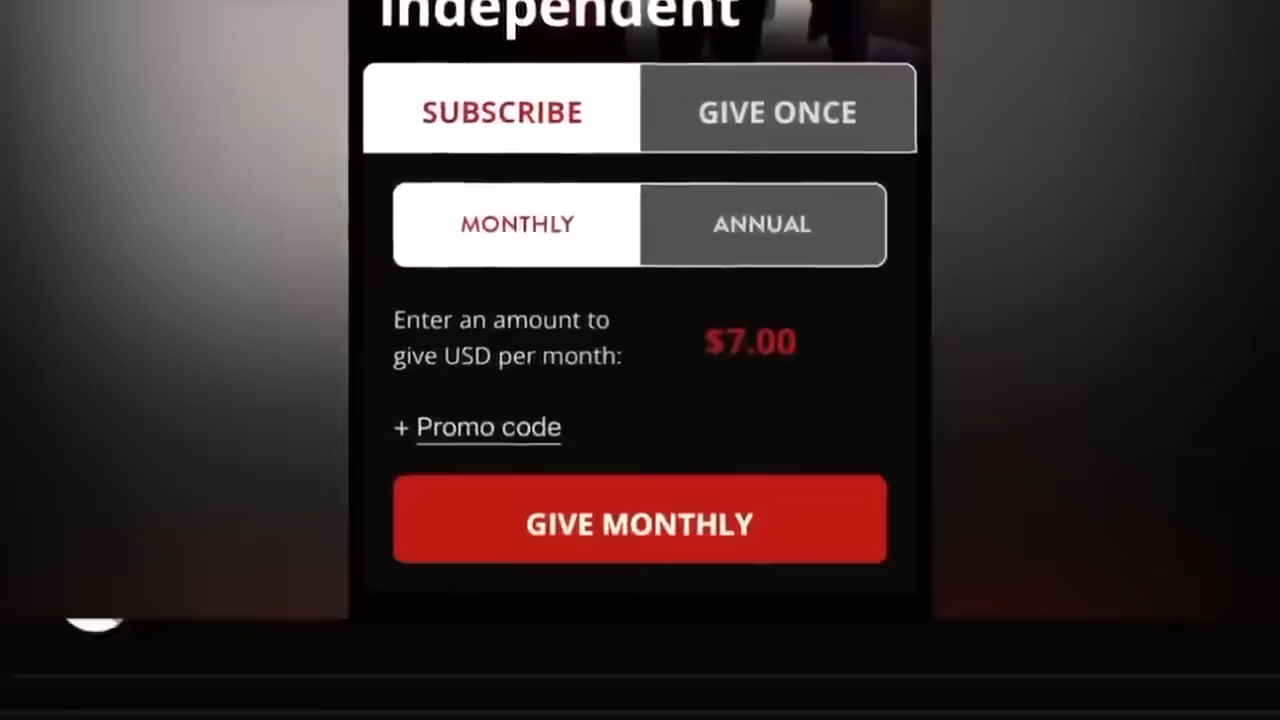 independent
SUBSCRIBE
GIVE ONCE
MONTHLY
ANNUAL
Enter an amount to
give USD per month:
$7.00
+ Promo code
GIVE MONTHLY